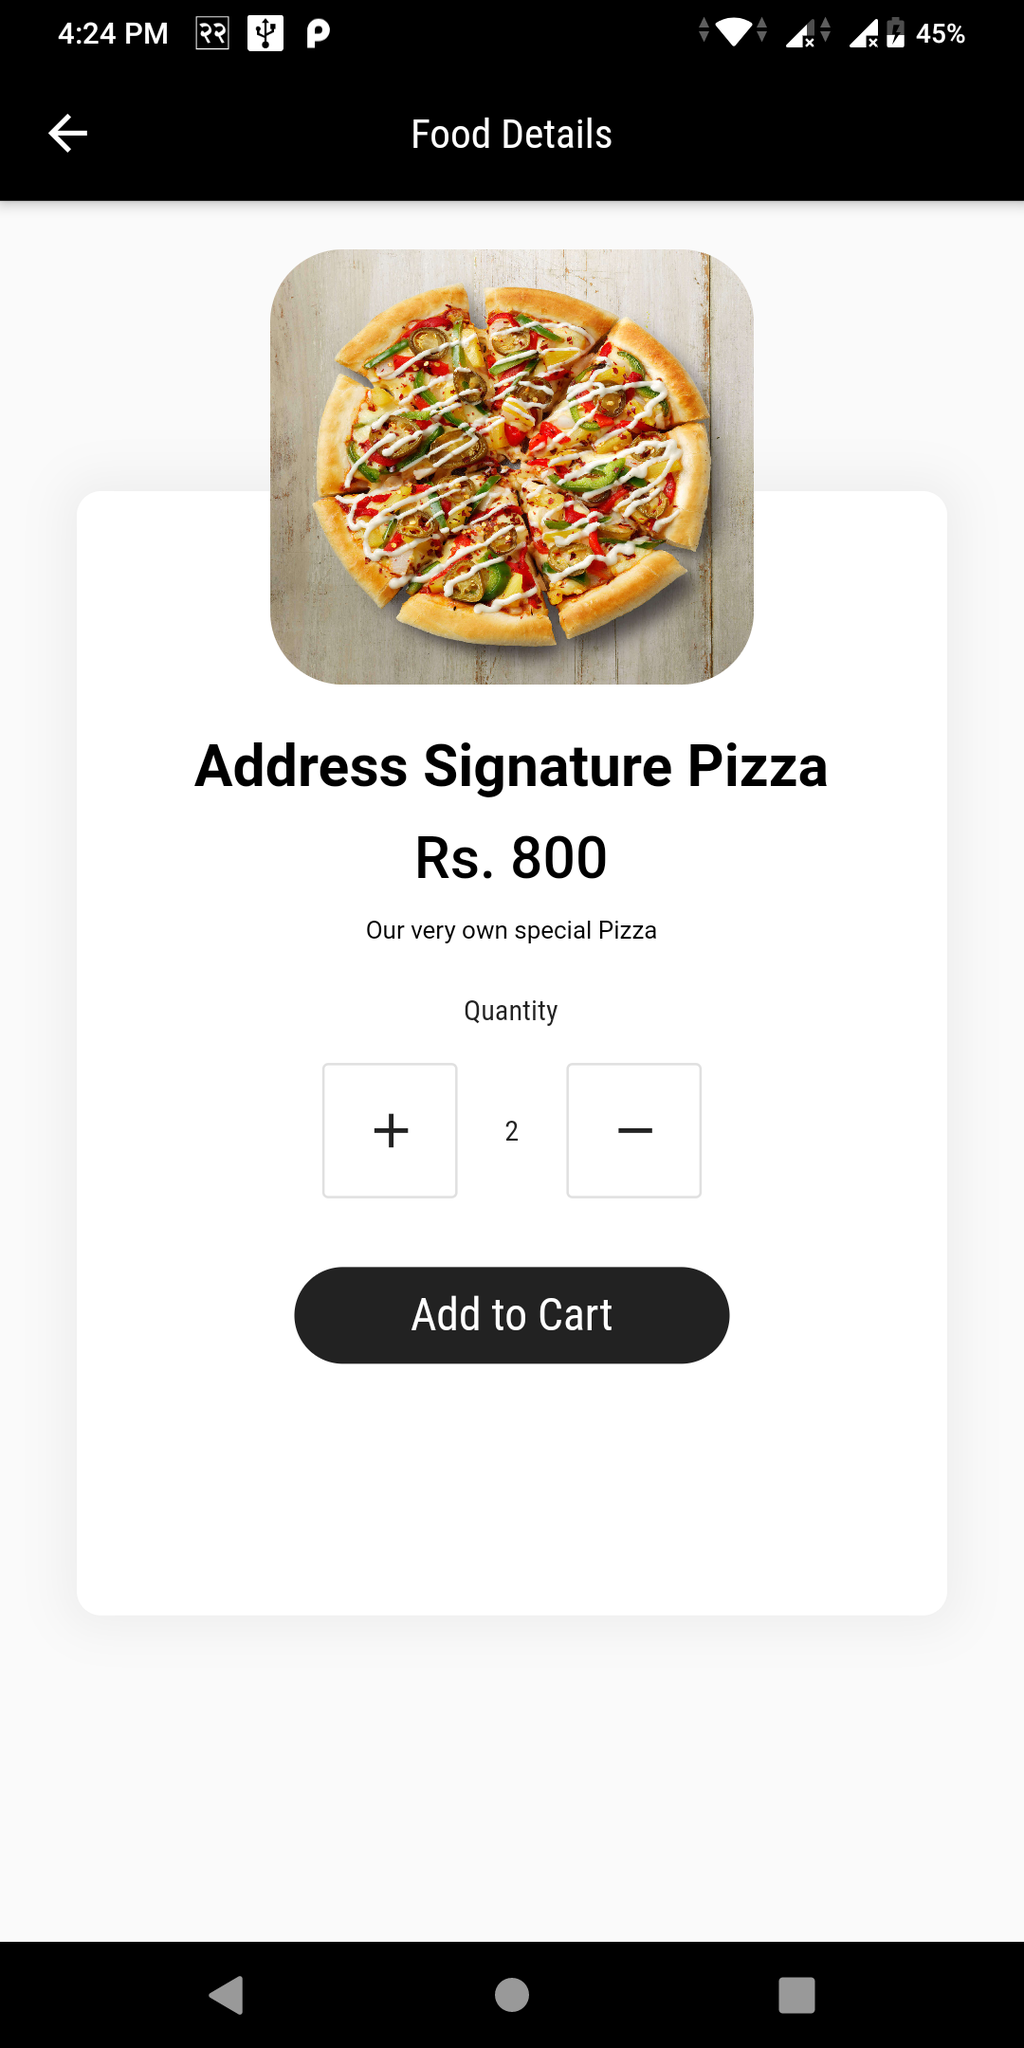 4:24 PM २२ 45%
Food Details
Address Signature Pizza
Rs. 800
Our very own special Pizza
Quantity
+ 2 −
Add to Cart